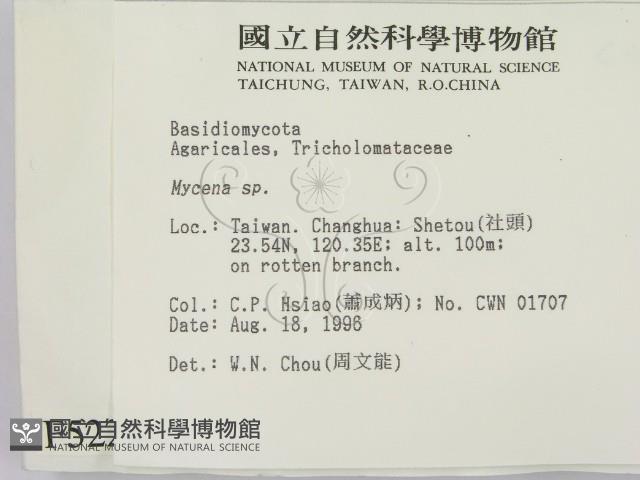 國立自然科學博物館
NATIONAL MUSEUM OF NATURAL SCIENCE
TAICHUNG, TAIWAN, R.O.CHINA
Basidiomycota
Agaricales, Tricholomataceae
Mycena sp.
Loc.: Taiwan. Changhua: Shetou(社頭)
23.54N, 120.35E; alt. 100m;
on rotten branch.
Col.: C.P. Hsiao(蕭成炳); No. CWN 01707
Date: Aug. 18, 1996
Det.: W.N. Chou(周文能)
國立自然科學博物館
NATIONAL MUSEUM OF NATURAL SCIENCE